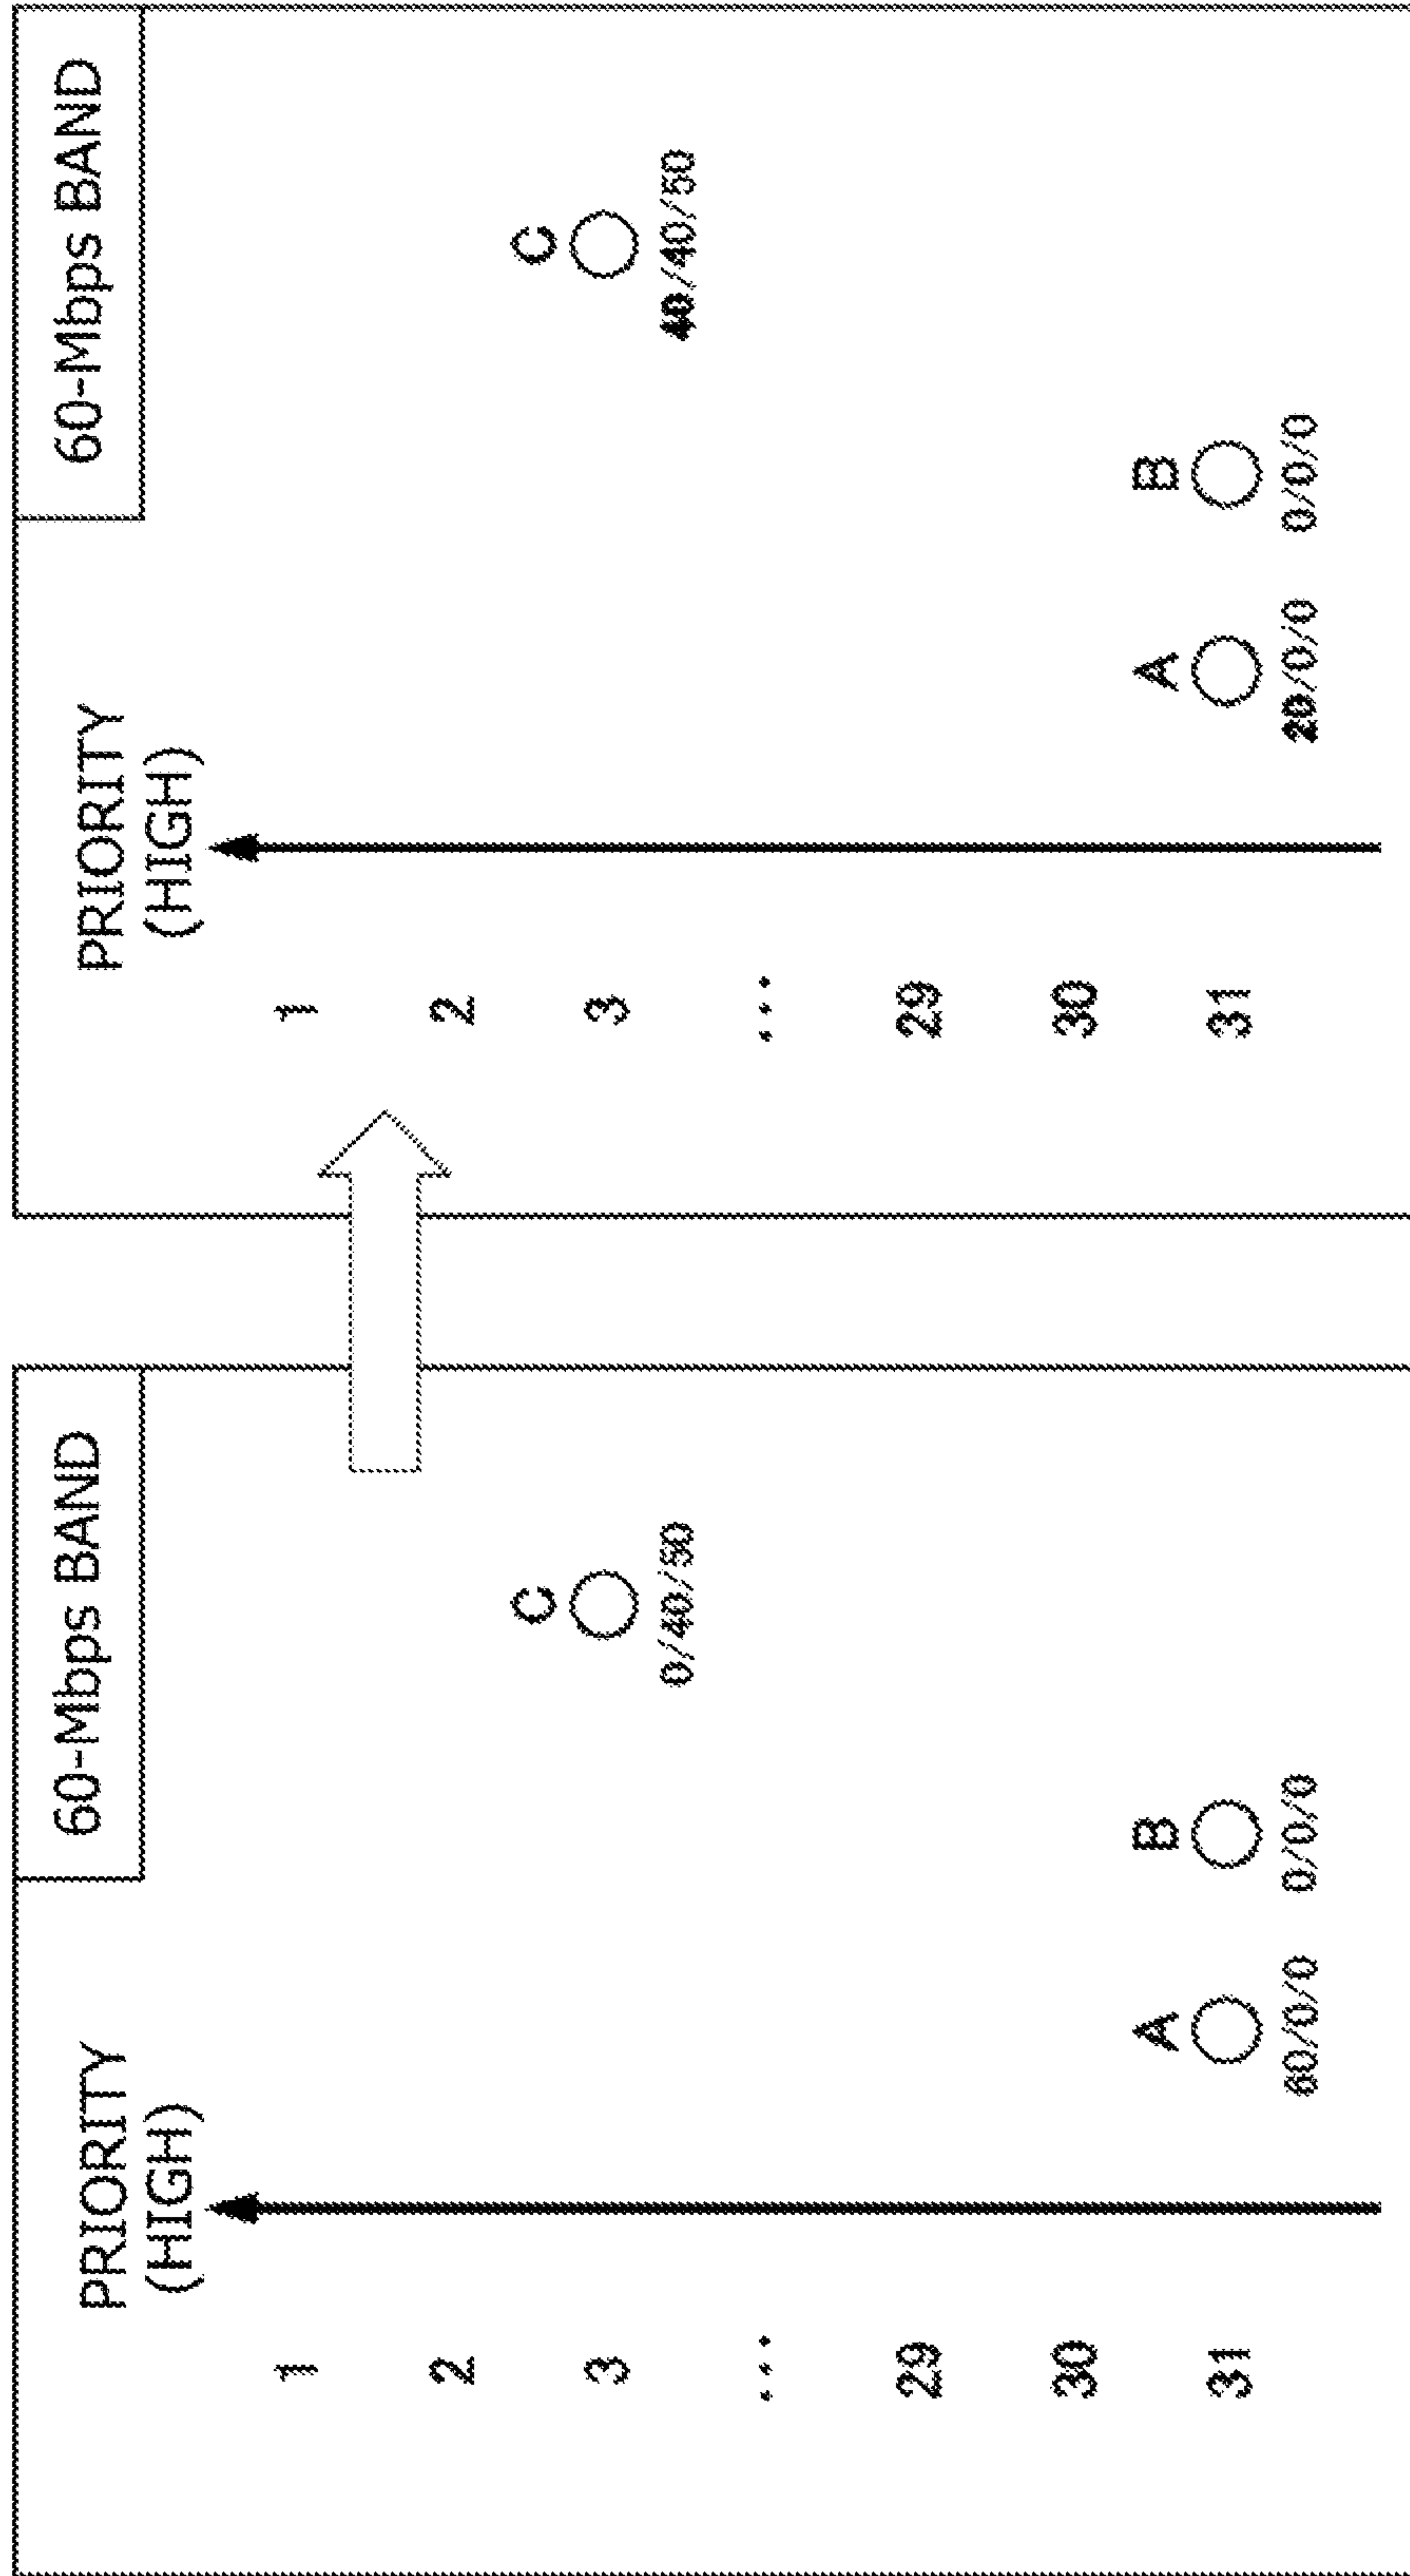 60-Mbps BAND
PRIORITY
(HIGH)
1
2
C
3
0/40/50
...
29
30
A B
31
60/0/0 0/0/0
60-Mbps BAND
PRIORITY
(HIGH)
1
2
C
3
40/40/50
...
29
30
A B
31
20/0/0 0/0/0